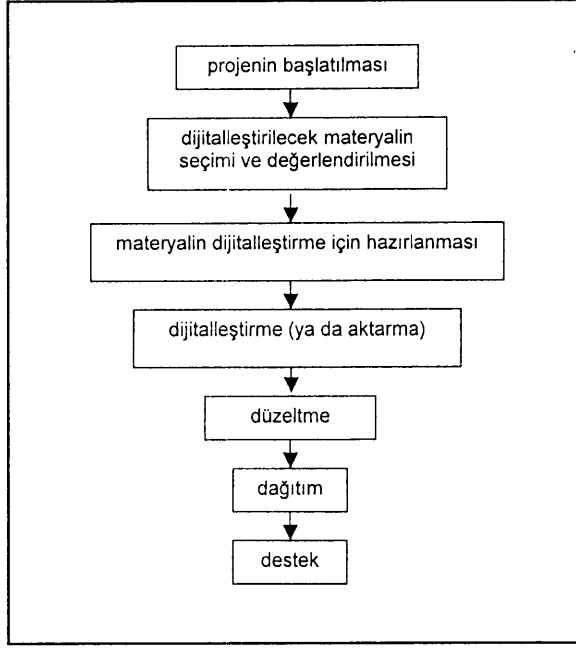 projenin başlatılması
dijitalleştirilecek materyalin
seçimi ve değerlendirilmesi
materyalin dijitalleştirme için hazırlanması
dijitalleştirme (ya da aktarma)
düzeltme
dağıtım
destek